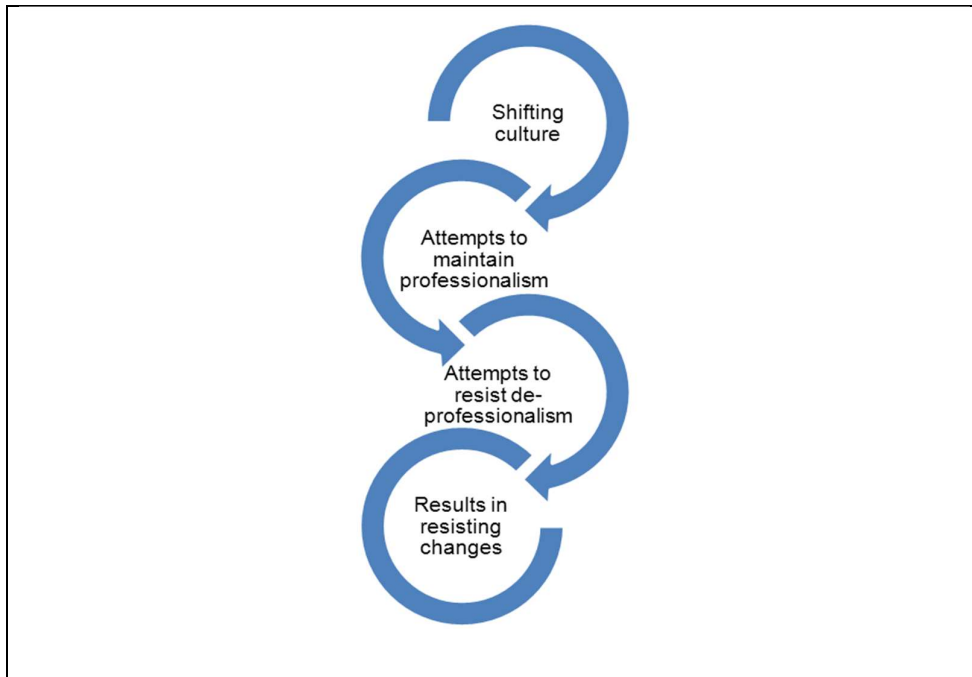 Shifting
culture
Attempts to
maintain
professionalism
Attempts to
resist de-
professionalism
Results in
resisting
changes